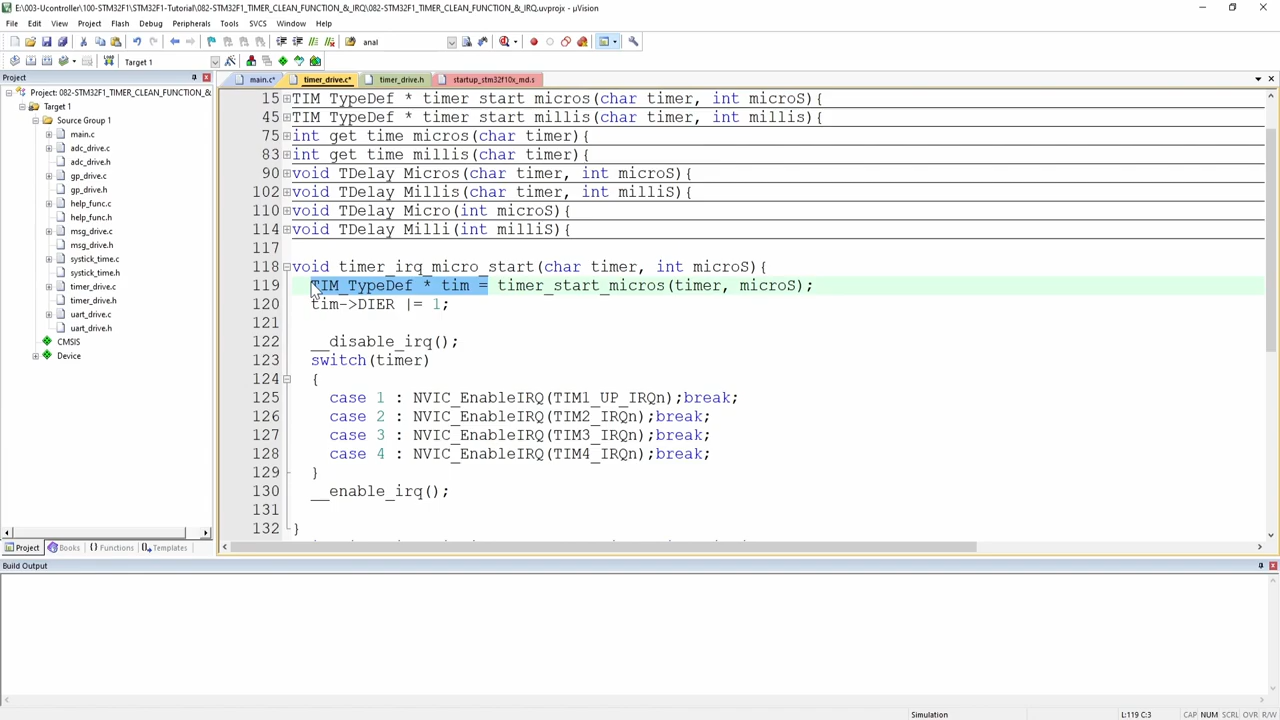 E:\003-Ucontroller\100-STM32F1\STM32F1-Tutorial\082-STM32F1_TIMER_CLEAN_FUNCTION_&_IRQ\082-STM32F1_TIMER_CLEAN_FUNCTION_&_IRQ.uvprojx - µVision
File Edit View Project Flash Debug Peripherals Tools SVCS Window Help
anal
Target 1
Project
main.c* timer_drive.c* timer_drive.h startup_stm32f10x_md.s
Project: 082-STM32F1_TIMER_CLEAN_FUNCTION_&
Target 1
Source Group 1
main.c
adc_drive.c
adc_drive.h
gp_drive.c
gp_drive.h
help_func.c
help_func.h
msg_drive.c
msg_drive.h
systick_time.c
systick_time.h
timer_drive.c
timer_drive.h
uart_drive.c
uart_drive.h
CMSIS
Device
15 TIM_TypeDef * timer_start_micros(char timer, int microS){
45 TIM_TypeDef * timer_start_millis(char timer, int millis){
75 int get_time_micros(char timer){
83 int get_time_millis(char timer){
90 void TDelay_Micros(char timer, int microS){
102 void TDelay_Millis(char timer, int milliS){
110 void TDelay_Micro(int microS){
114 void TDelay_Milli(int milliS){
117
118 void timer_irq_micro_start(char timer, int microS){
119 TIM_TypeDef * tim = timer_start_micros(timer, microS);
120 tim->DIER |= 1;
121
122 __disable_irq();
123 switch(timer)
124 {
125 case 1 : NVIC_EnableIRQ(TIM1_UP_IRQn);break;
126 case 2 : NVIC_EnableIRQ(TIM2_IRQn);break;
127 case 3 : NVIC_EnableIRQ(TIM3_IRQn);break;
128 case 4 : NVIC_EnableIRQ(TIM4_IRQn);break;
129 }
130 __enable_irq();
131
132 }
Project Books {} Functions Templates
Build Output
Simulation L:119 C:3 CAP NUM SCRL OVR R/W